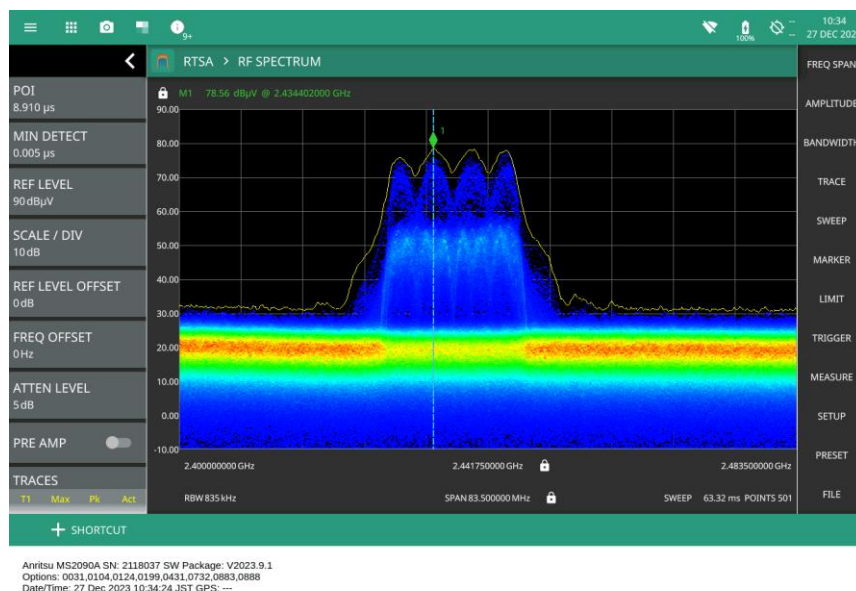 9+
100%
--
--
10:34
27 DEC 202
RTSA > RF SPECTRUM
FREQ SPAN
POI
8.910 µs
M1 78.56 dBµV @ 2.434402000 GHz
AMPLITUDE
MIN DETECT
0.005 µs
BANDWIDTH
REF LEVEL
90 dBµV
TRACE
SCALE / DIV
10 dB
SWEEP
REF LEVEL OFFSET
0 dB
MARKER
FREQ OFFSET
0 Hz
LIMIT
ATTEN LEVEL
5 dB
TRIGGER
PRE AMP
MEASURE
TRACES
T1 Max Pk Act
SETUP
PRESET
FILE
90.00
1
80.00
70.00
60.00
50.00
40.00
30.00
20.00
10.00
0.00
-10.00
2.400000000 GHz 2.441750000 GHz 2.483500000 GHz
RBW 835 kHz SPAN 83.500000 MHz SWEEP 63.32 ms POINTS 501
+ SHORTCUT
Anritsu MS2090A SN: 2118037 SW Package: V2023.9.1
Options: 0031,0104,0124,0199,0431,0732,0883,0888
Date/Time: 27 Dec 2023 10:34:24 JST GPS: ---